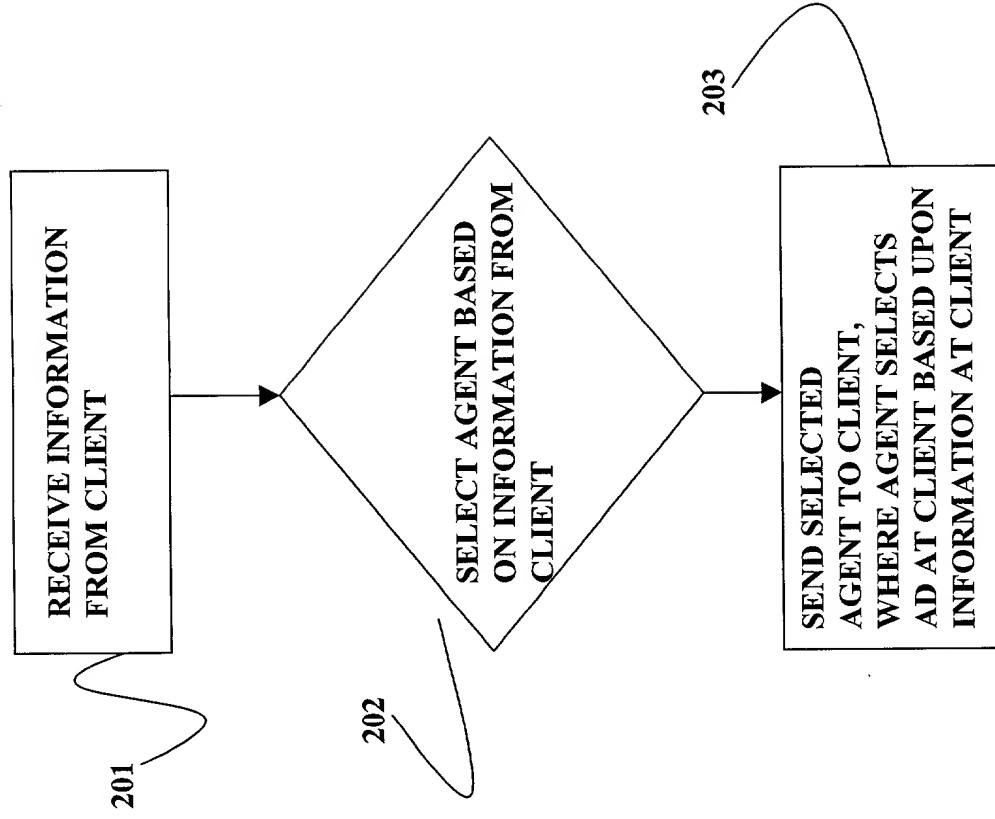 201
RECEIVE INFORMATION
FROM CLIENT
202
SELECT AGENT BASED
ON INFORMATION FROM
CLIENT
203
SEND SELECTED
AGENT TO CLIENT,
WHERE AGENT SELECTS
AD AT CLIENT BASED UPON
INFORMATION AT CLIENT